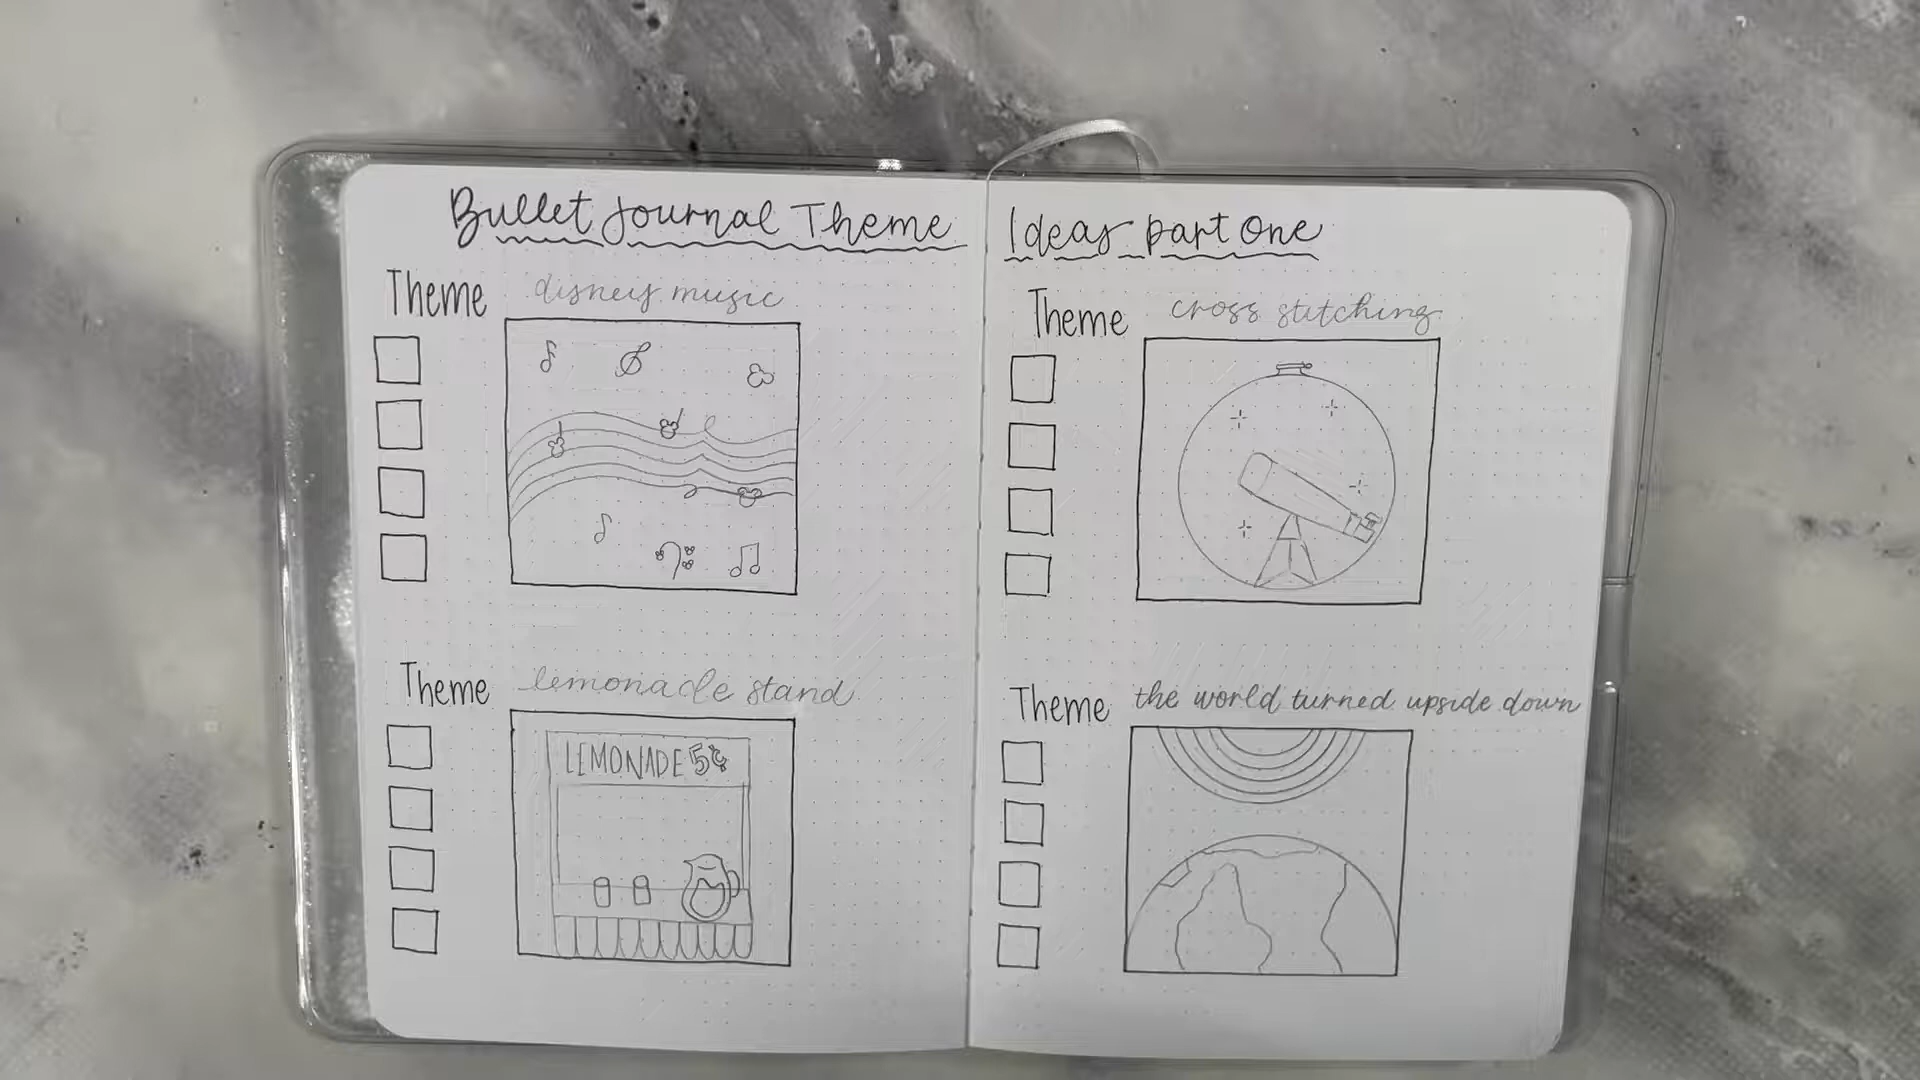 Bullet Journal Theme Ideas part One
Theme disney music
Theme lemonade stand
LEMONADE 5¢
Theme cross stitching
Theme the world turned upside down